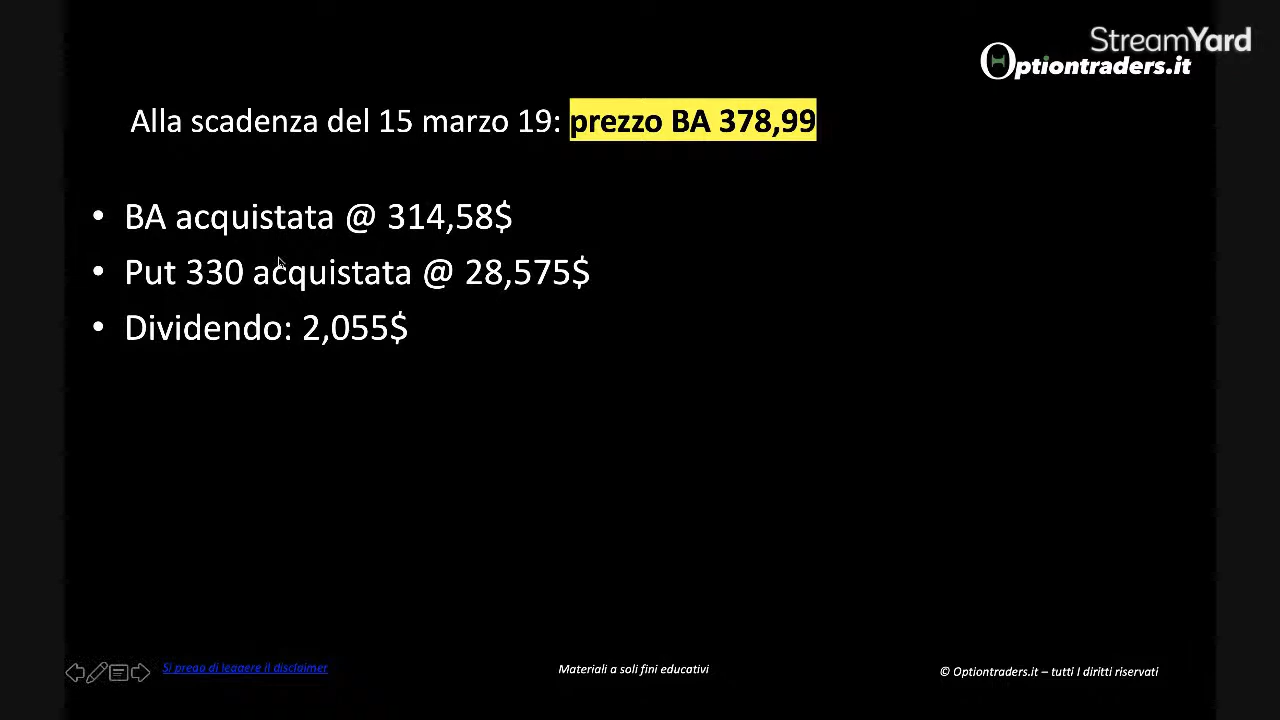 StreamYard
Optiontraders.it
Alla scadenza del 15 marzo 19: prezzo BA 378,99
• BA acquistata @ 314,58$
• Put 330 acquistata @ 28,575$
• Dividendo: 2,055$
Si prego di leggere il disclaimer
Materiali a soli fini educativi
© Optiontraders.it – tutti I diritti riservati